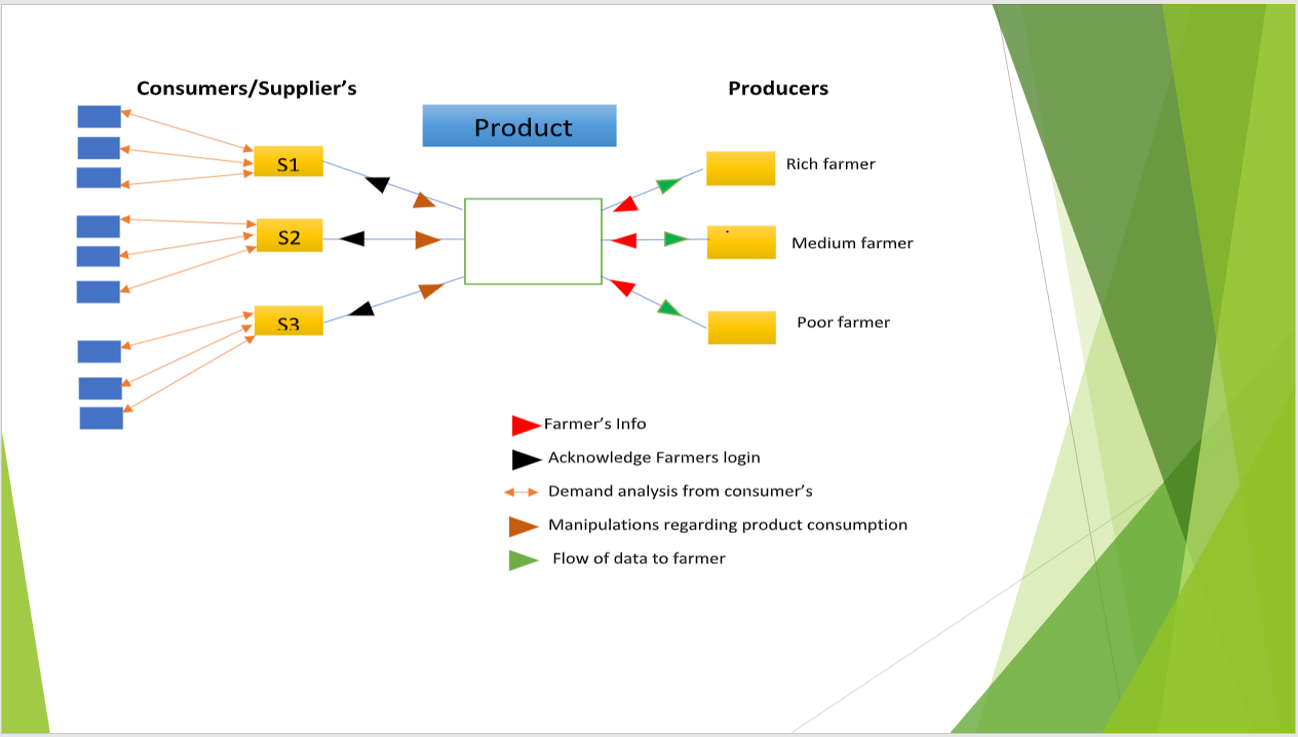 Consumers/Supplier's
Producers
Product
S1
Rich farmer
S2
Medium farmer
S3
Poor farmer
Farmer's Info
Acknowledge Farmers login
Demand analysis from consumer's
Manipulations regarding product consumption
Flow of data to farmer